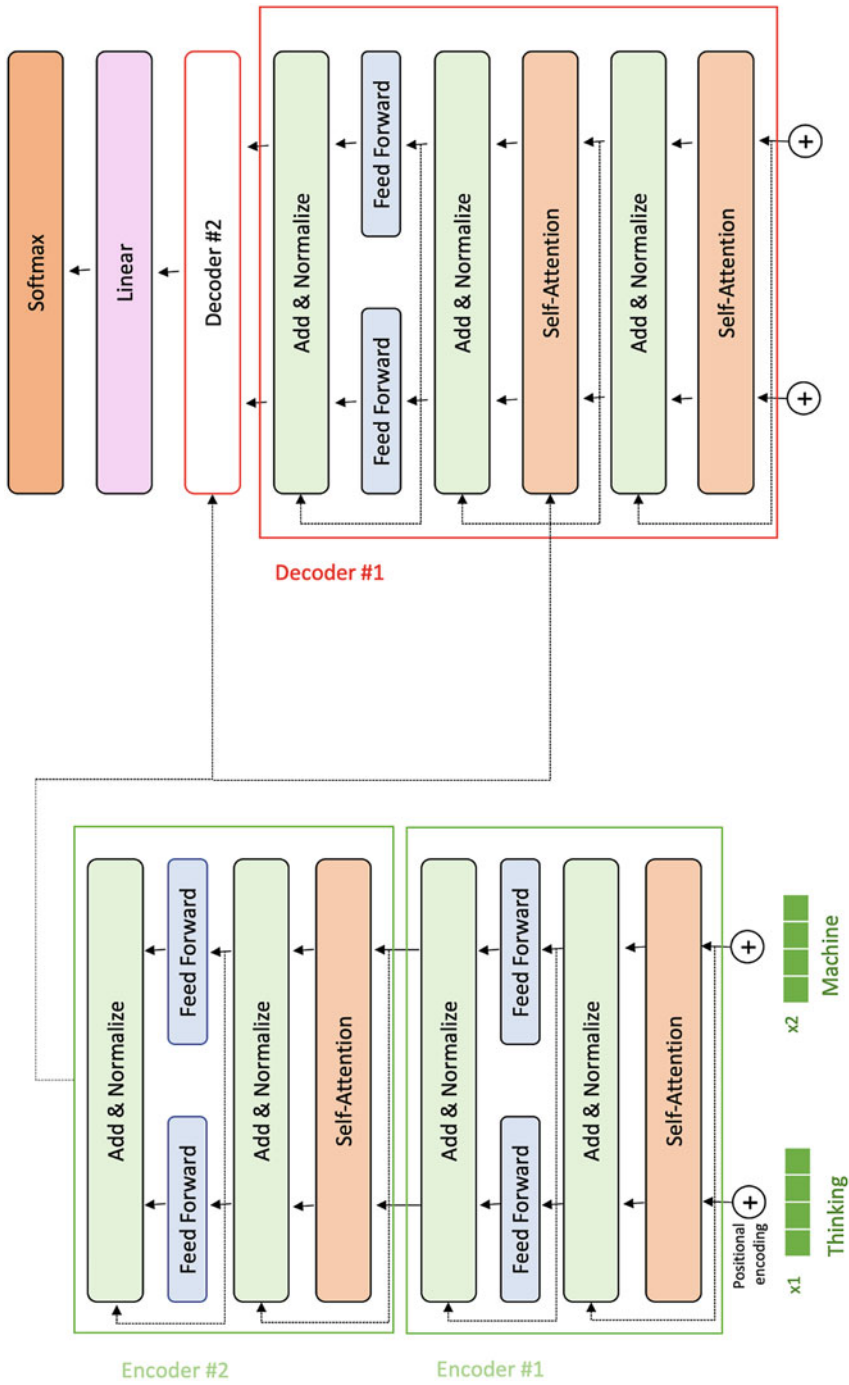 Softmax
Linear
Decoder #2
Add & Normalize
Feed Forward
Feed Forward
Add & Normalize
Self-Attention
Add & Normalize
Self-Attention
+
+
Decoder #1
Add & Normalize
Feed Forward
Feed Forward
Add & Normalize
Self-Attention
Encoder #2
Add & Normalize
Feed Forward
Feed Forward
Add & Normalize
Self-Attention
Encoder #1
Positional
encoding
+
+
x1
x2
Thinking
Machine